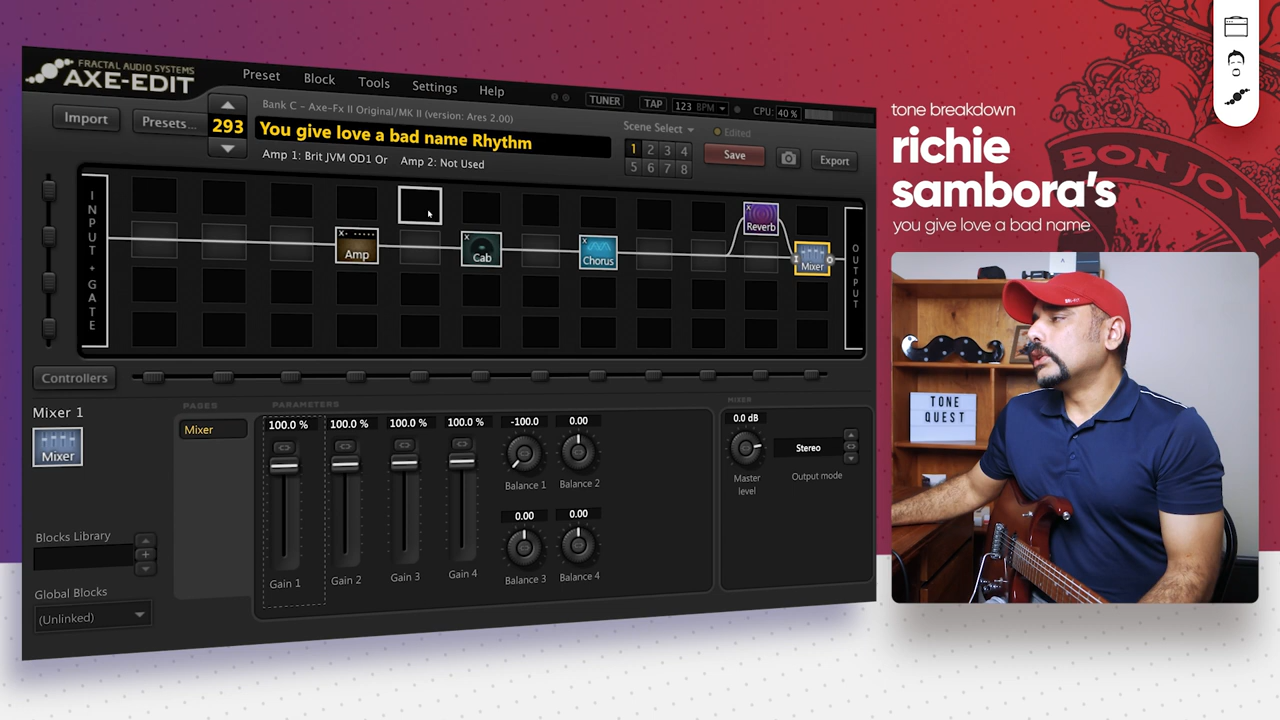 FRACTAL AUDIO SYSTEMS
AXE-EDIT
Preset Block Tools Settings Help
TUNER TAP 123 BPM CPU: 40 %
Import Presets... 293
Bank C – Axe-Fx II Original/MK II (version: Ares 2.00)
You give love a bad name Rhythm
Amp 1: Brit JVM OD1 Or Amp 2: Not Used
Scene Select
Edited
1 2 3 4
5 6 7 8
Save
Export
INPUT + GATE
Amp
X
Cab
X
Chorus
X
Reverb
I Mixer O
OUTPUT
Controllers
Mixer 1
Mixer
PAGES
Mixer
PARAMETERS
100.0 % 100.0 % 100.0 % 100.0 % -100.0 0.00
Balance 1 Balance 2
0.00 0.00
Gain 1 Gain 2 Gain 3 Gain 4 Balance 3 Balance 4
MIXER
0.0 dB
Stereo
Master level
Output mode
Blocks Library
Global Blocks
(Unlinked)
tone breakdown
richie
sambora's
you give love a bad name
BON JOVI
TONE
QUEST